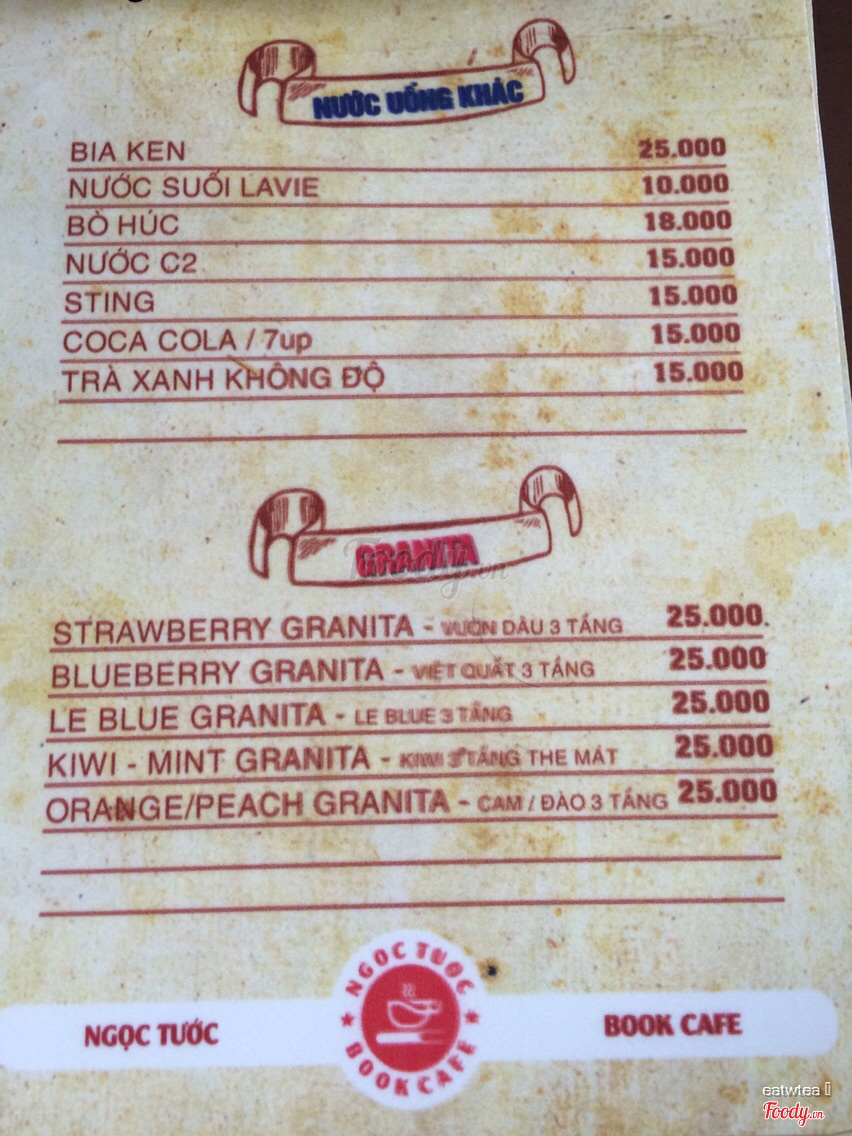 NƯỚC UỐNG KHÁC
BIA KEN 25.000
NƯỚC SUỐI LAVIE 10.000
BÒ HÚC 18.000
NƯỚC C2 15.000
STING 15.000
COCA COLA / 7up 15.000
TRÀ XANH KHÔNG ĐỘ 15.000
GRANITA
Foody.vn
STRAWBERRY GRANITA - VƯỜN DÂU 3 TẦNG 25.000
BLUEBERRY GRANITA - VIỆT QUẤT 3 TẦNG 25.000
LE BLUE GRANITA - LE BLUE 3 TẦNG 25.000
KIWI - MINT GRANITA - KIWI 3 TẦNG THE MÁT 25.000
ORANGE/PEACH GRANITA - CAM / ĐÀO 3 TẦNG 25.000
NGỌC TƯỚC
NGỌC TƯỚC
BOOK CAFE
BOOK CAFE
eatwtea
Foody.vn